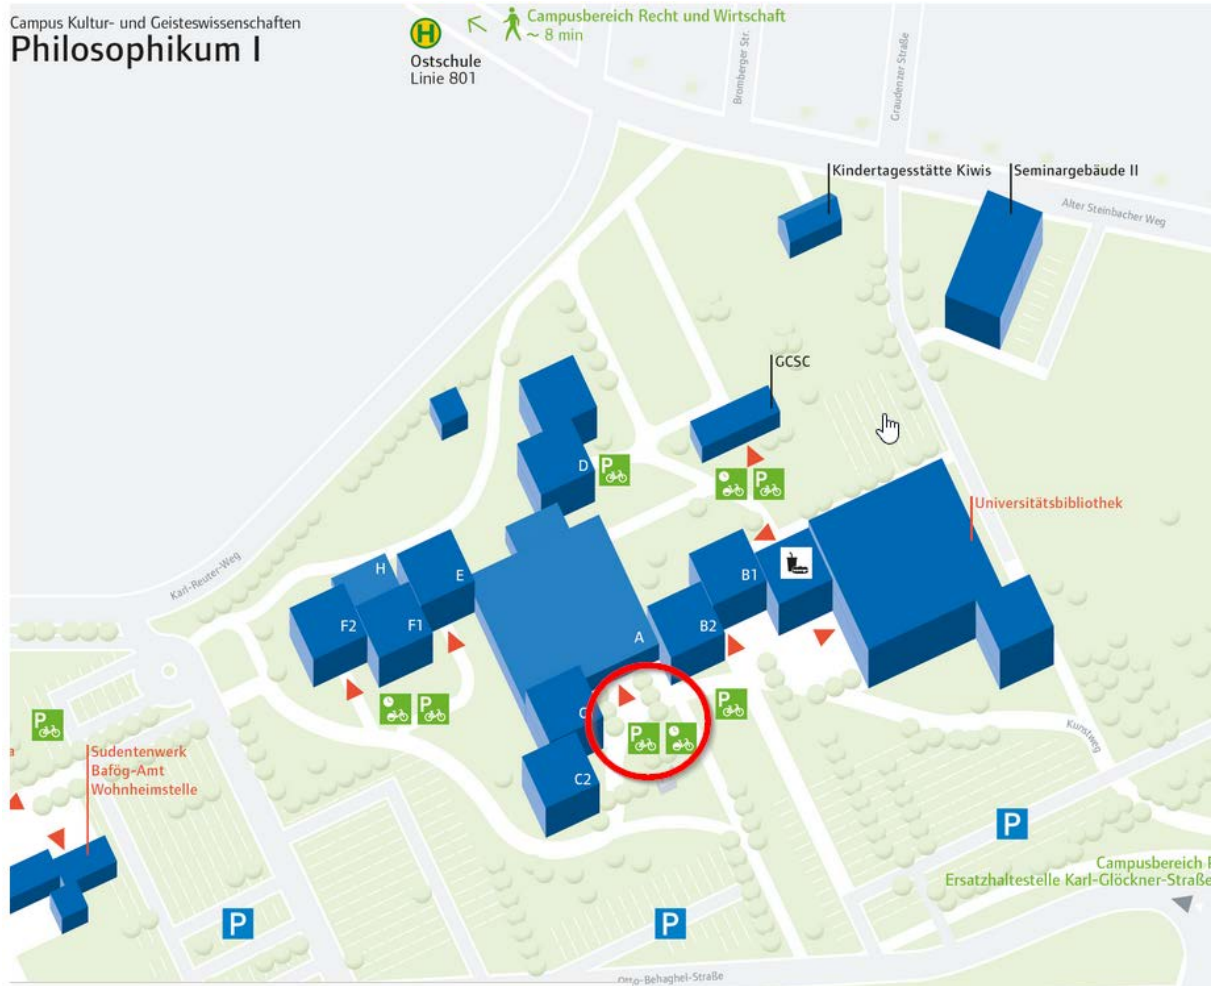 Campus Kultur- und Geisteswissenschaften
Philosophikum I
H
Ostschule
Linie 801
Campusbereich Recht und Wirtschaft
~ 8 min
Bromberger Str.
Graudenzer Straße
Kindertagesstätte Kiwis
Seminargebäude II
Alter Steinbacher Weg
GCSC
D
P
P
Universitätsbibliothek
Karl-Reuter-Weg
H
E
B1
F2
F1
A
B2
P
P
P
C
P
Sudentenwerk
Bafög-Amt
Wohnheimstelle
a
C2
Kunstweg
P
P
P
Campusbereich
Ersatzhaltestelle Karl-Glöckner-Straße
Otto-Behaghel-Straße